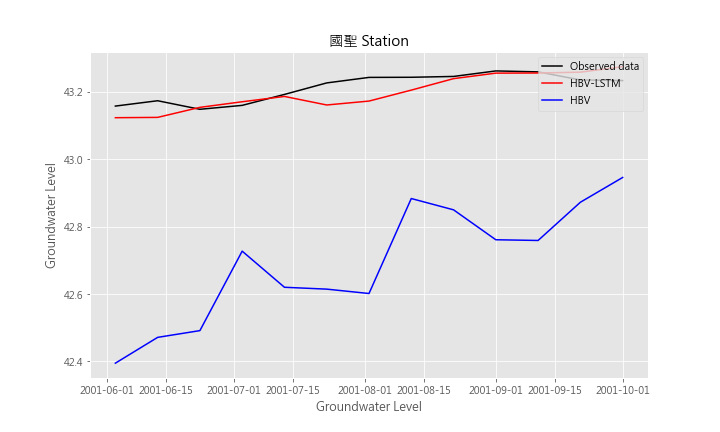 國聖 Station
Observed data
HBV-LSTM
HBV
43.2
43.0
42.8
42.6
42.4
Groundwater Level
2001-06-01 2001-06-15 2001-07-01 2001-07-15 2001-08-01 2001-08-15 2001-09-01 2001-09-15 2001-10-01
Groundwater Level